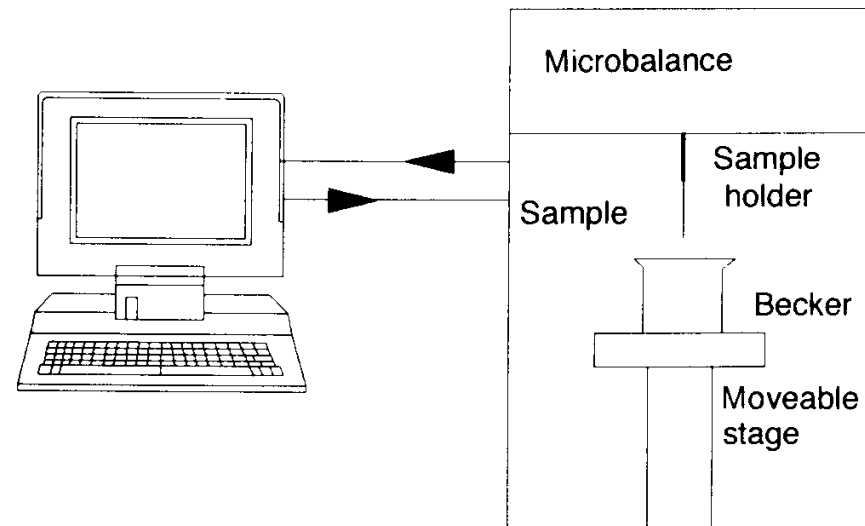 Microbalance
Sample
holder
Sample
Becker
Moveable
stage